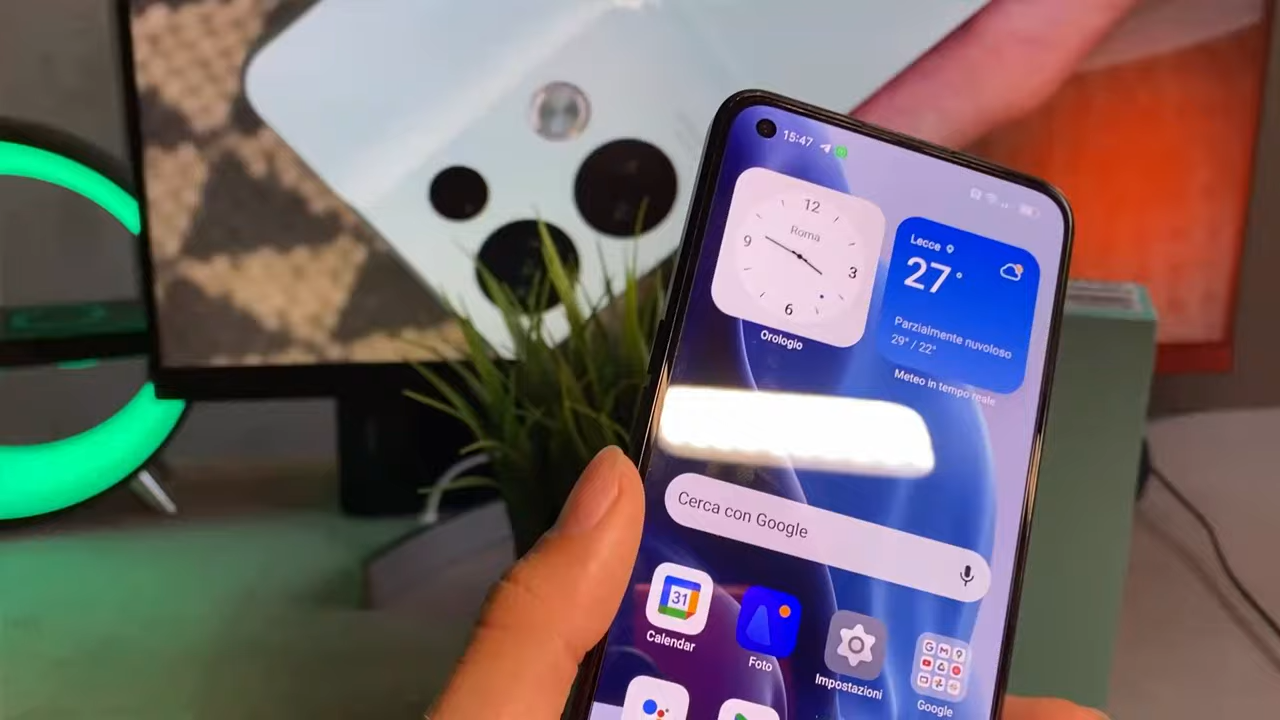 15:47
12
Roma
9
3
6
Orologio
Lecce
27°
Parzialmente nuvoloso
29° / 22°
Meteo in tempo reale
Cerca con Google
31
Calendar
Foto
Impostazioni
Google